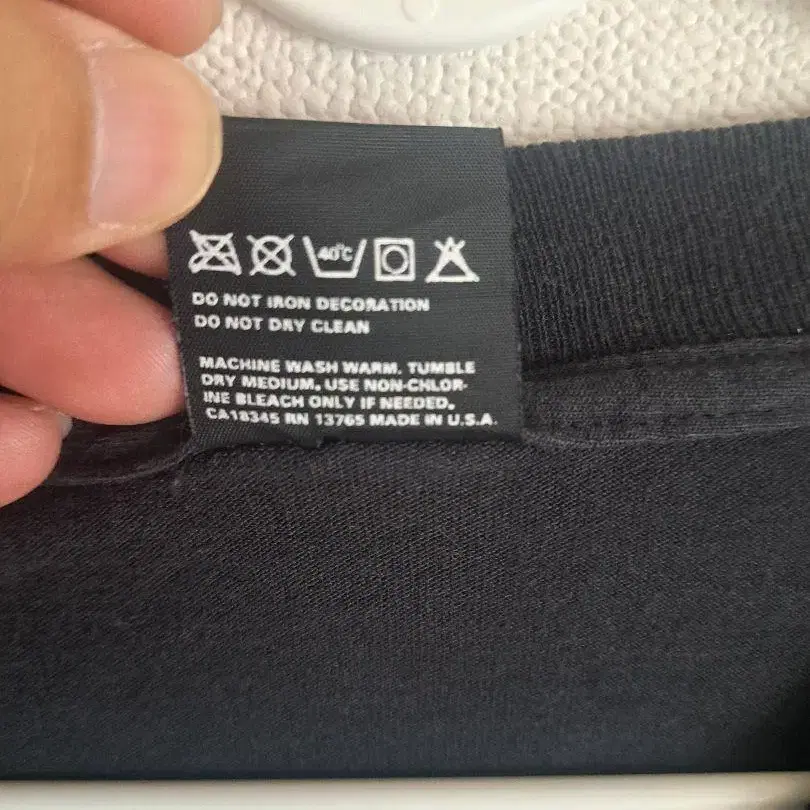 40°C
DO NOT IRON DECORATION
DO NOT DRY CLEAN
MACHINE WASH WARM. TUMBLE
DRY MEDIUM. USE NON-CHLOR-
INE BLEACH ONLY IF NEEDED.
CA18345 RN 13765 MADE IN U.S.A.